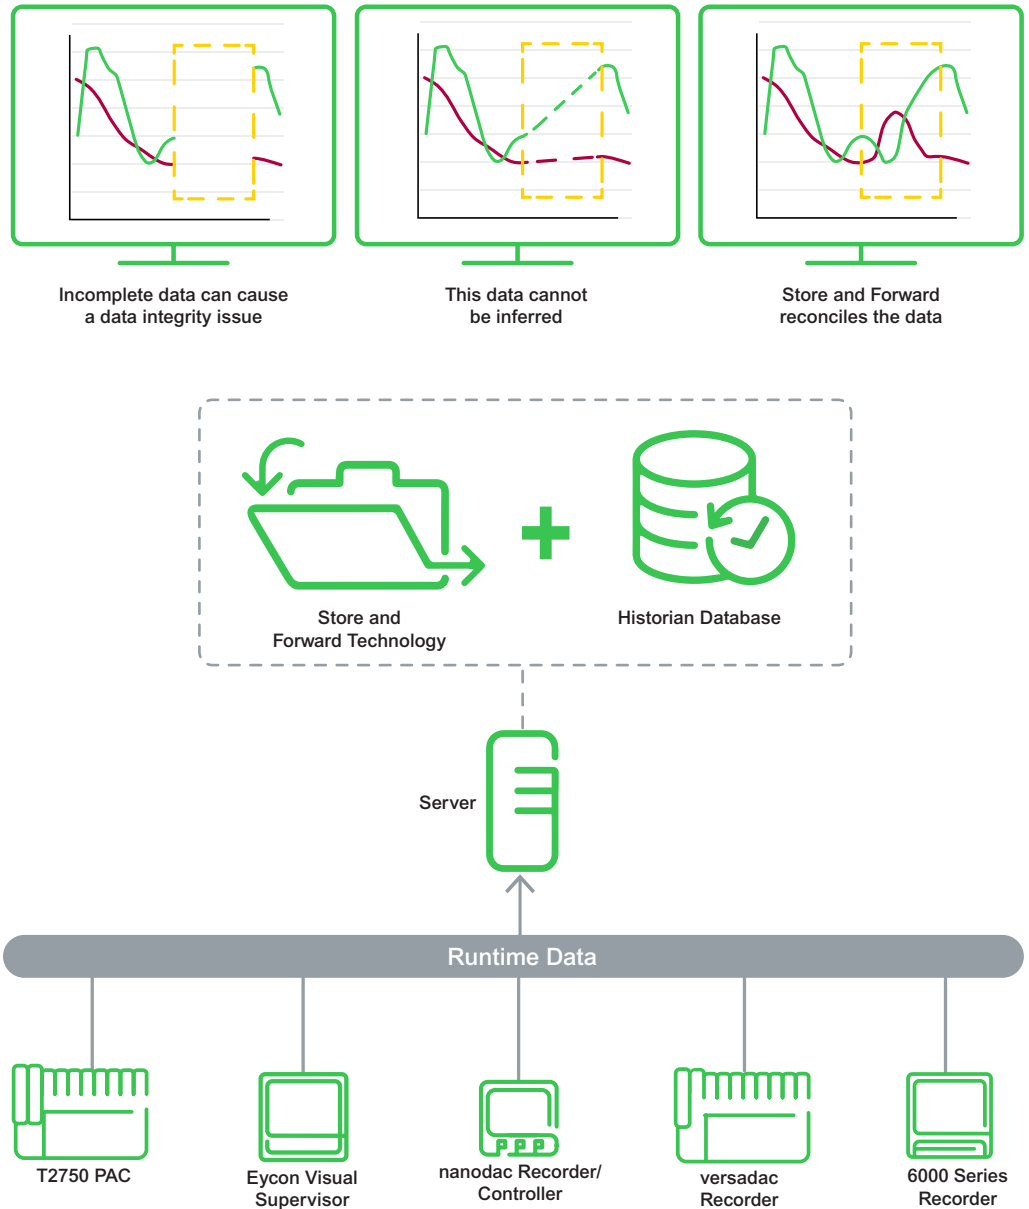 Incomplete data can cause
a data integrity issue
This data cannot
be inferred
Store and Forward
reconciles the data
Store and
Forward Technology
Historian Database
Server
Runtime Data
T2750 PAC
Eycon Visual
Supervisor
nanodac Recorder/
Controller
versadac
Recorder
6000 Series
Recorder